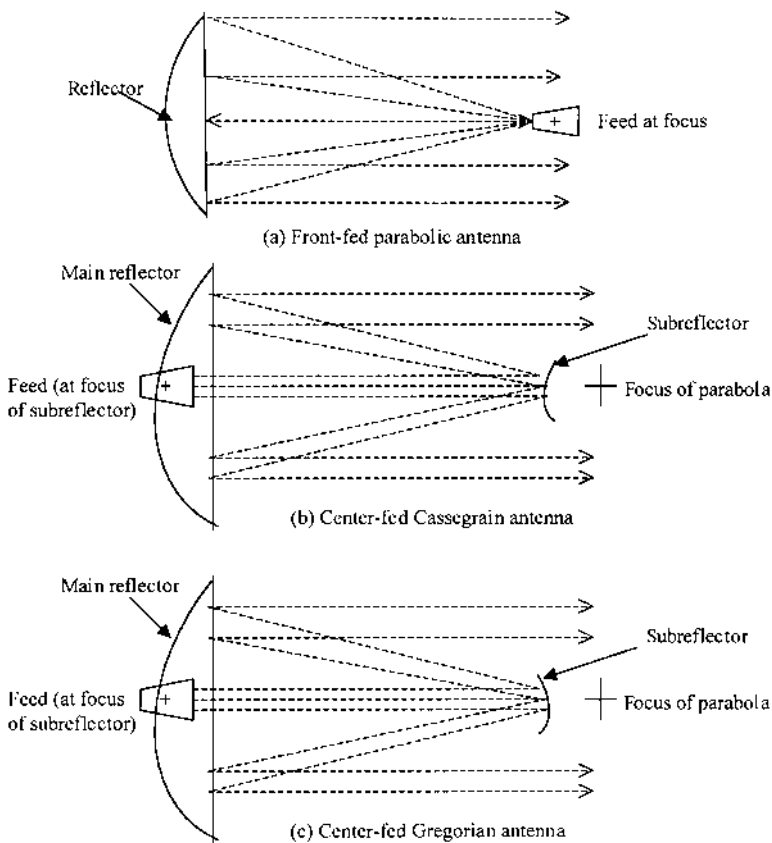 Reflector
Feed at focus
(a) Front-fed parabolic antenna
Main reflector
Subreflector
Feed (at focus
of subreflector)
Focus of parabola
(b) Center-fed Cassegrain antenna
Main reflector
Subreflector
Feed (at focus
of subreflector)
Focus of parabola
(c) Center-fed Gregorian antenna